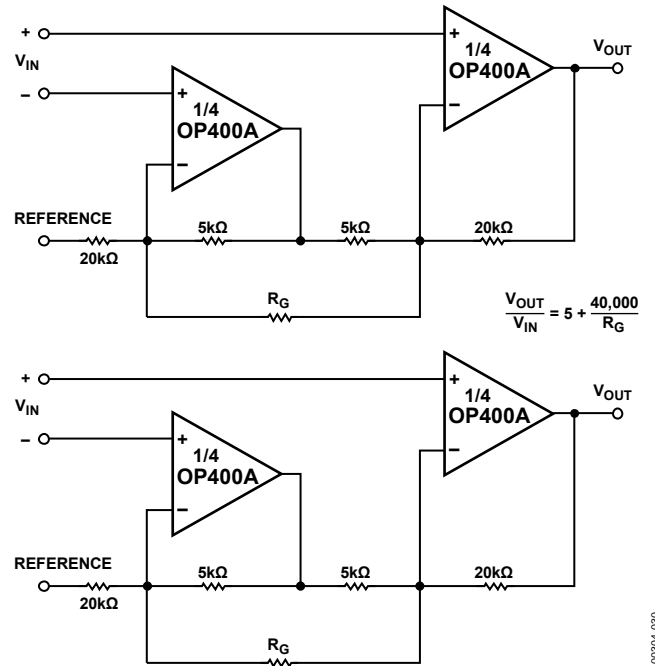 +
V_IN
−
+
1/4
OP400A
−
V_OUT
+
1/4
OP400A
−
REFERENCE
20kΩ
5kΩ
5kΩ
20kΩ
R_G
V_OUT / V_IN = 5 + 40,000 / R_G
+
V_IN
−
+
1/4
OP400A
−
V_OUT
+
1/4
OP400A
−
REFERENCE
20kΩ
5kΩ
5kΩ
20kΩ
R_G